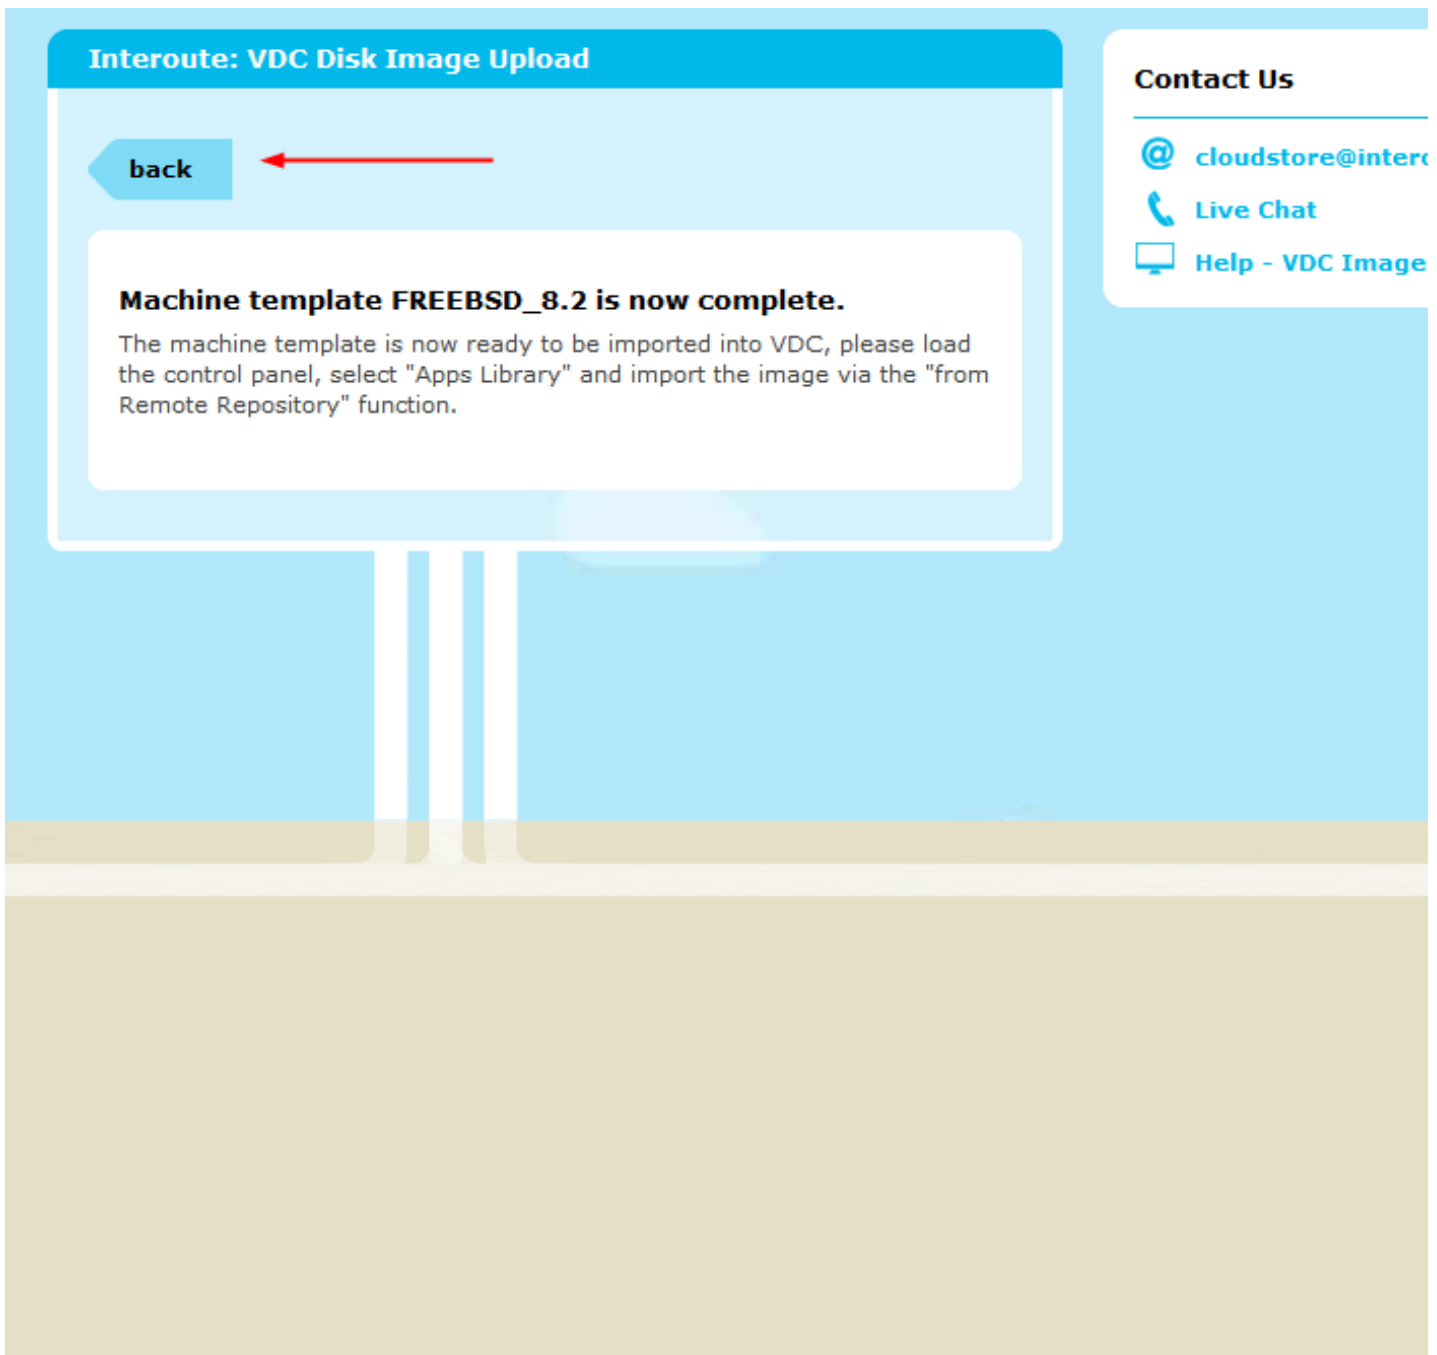 Interoute: VDC Disk Image Upload
back
Machine template FREEBSD_8.2 is now complete.
The machine template is now ready to be imported into VDC, please load
the control panel, select "Apps Library" and import the image via the "from
Remote Repository" function.
Contact Us
@ cloudstore@intero
Live Chat
Help - VDC Image